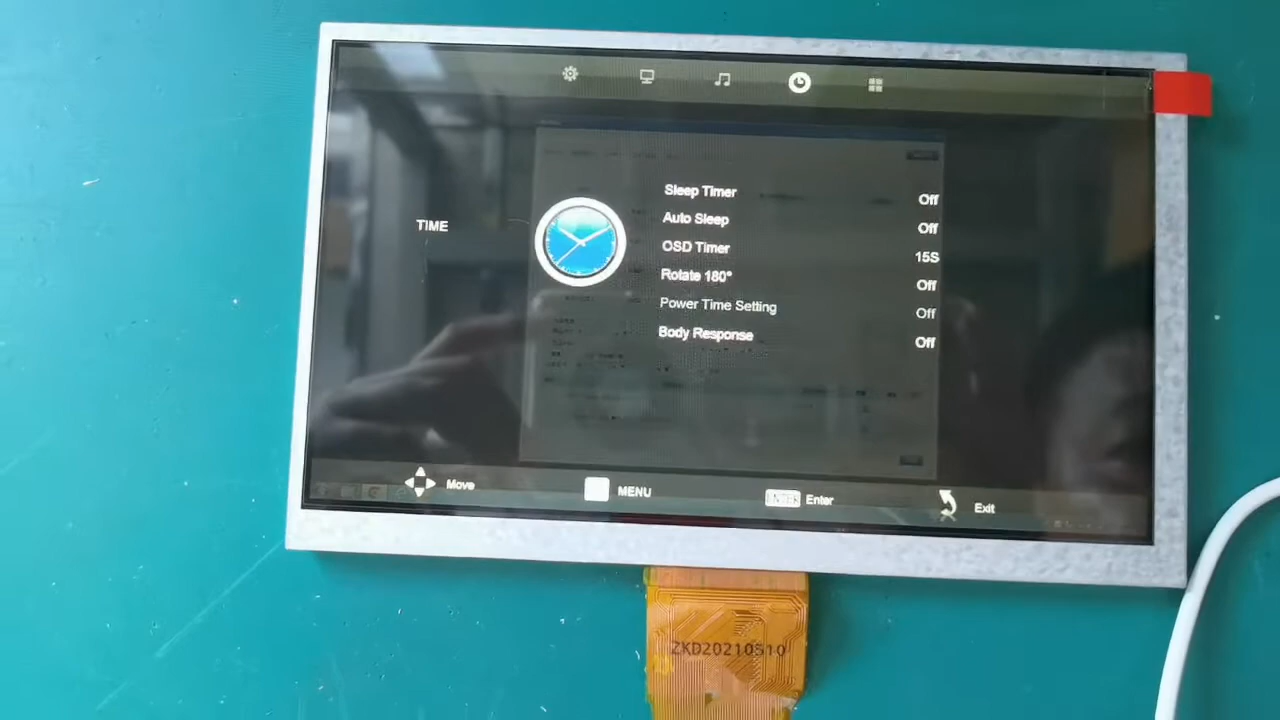 TIME
Sleep Timer Off
Auto Sleep Off
OSD Timer 15S
Rotate 180° Off
Power Time Setting Off
Body Response Off
Move
MENU
ENTER Enter
Exit
ZKD20210510